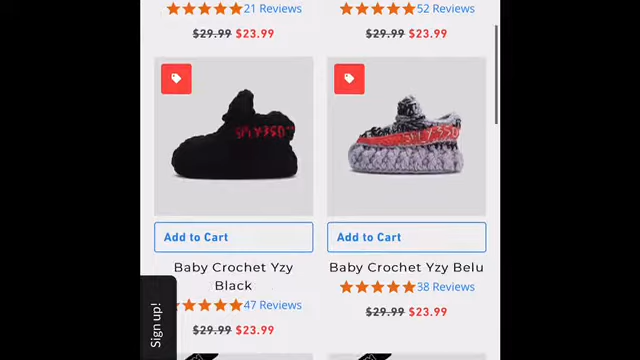 21 Reviews
52 Reviews
$29.99 $23.99
$29.99 $23.99
Add to Cart
Add to Cart
Baby Crochet Yzy
Black
47 Reviews
$29.99 $23.99
Baby Crochet Yzy Belu
38 Reviews
$29.99 $23.99
Sign up!